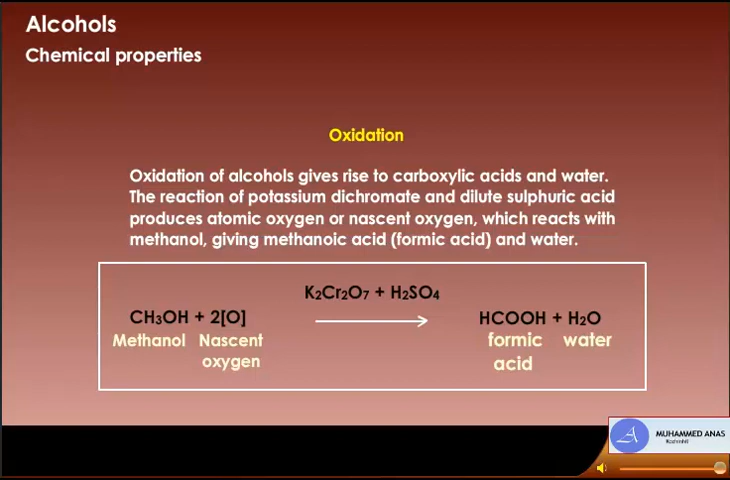 Alcohols
Chemical properties
Oxidation
Oxidation of alcohols gives rise to carboxylic acids and water.
The reaction of potassium dichromate and dilute sulphuric acid
produces atomic oxygen or nascent oxygen, which reacts with
methanol, giving methanoic acid (formic acid) and water.
K₂Cr₂O₇ + H₂SO₄
CH₃OH + 2[O] HCOOH + H₂O
Methanol Nascent formic water
oxygen acid
MUHAMMED ANAS